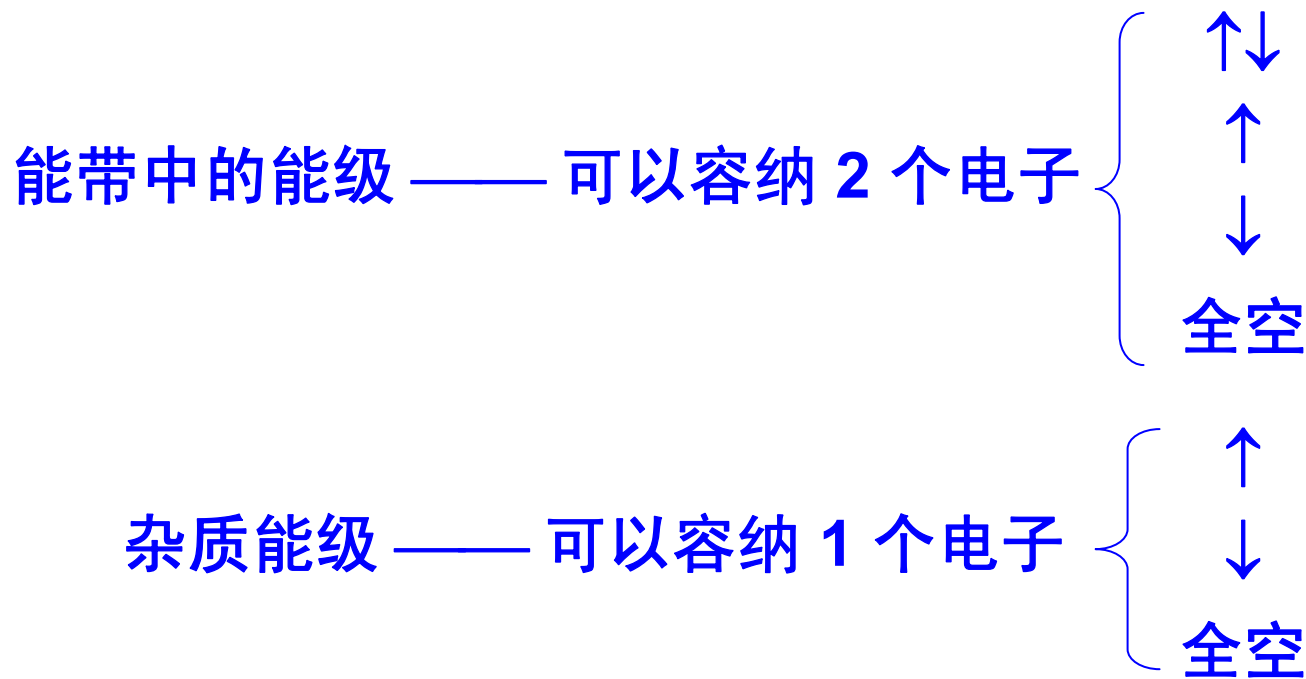 ↑↓
↑
能带中的能级 —— 可以容纳 2 个电子
↓
全空
↑
杂质能级 —— 可以容纳 1 个电子
↓
全空